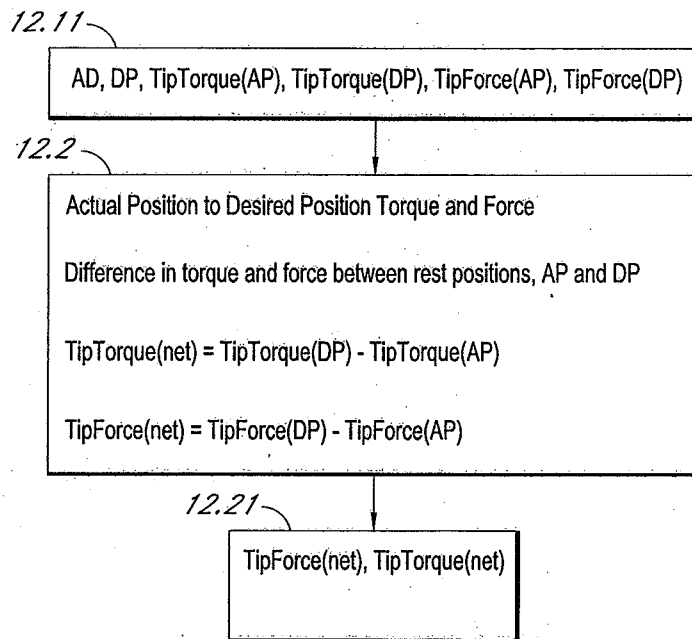 12.11
AD, DP, TipTorque(AP), TipTorque(DP), TipForce(AP), TipForce(DP)
12.2
Actual Position to Desired Position Torque and Force
Difference in torque and force between rest positions, AP and DP
TipTorque(net) = TipTorque(DP) - TipTorque(AP)
TipForce(net) = TipForce(DP) - TipForce(AP)
12.21
TipForce(net), TipTorque(net)